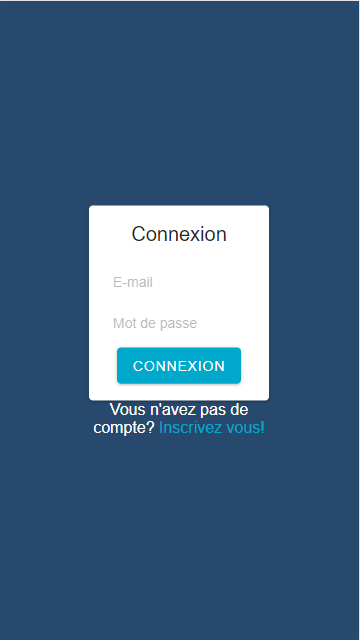 Connexion
E-mail
Mot de passe
CONNEXION
Vous n'avez pas de
compte? Inscrivez vous!